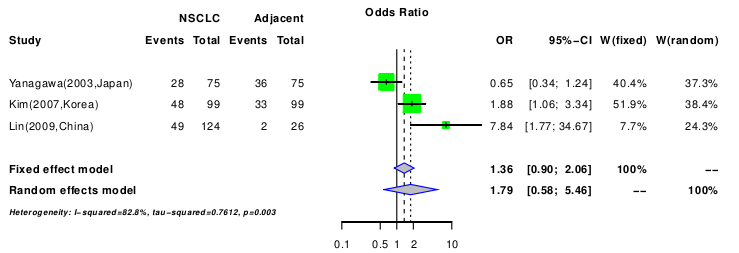 Odds Ratio
NSCLC Adjacent
Study Events Total Events Total OR 95%−CI W(fixed) W(random)
Yanagawa(2003,Japan) 28 75 36 75 0.65 [0.34; 1.24] 40.4% 37.3%
Kim(2007,Korea) 48 99 33 99 1.88 [1.06; 3.34] 51.9% 38.4%
Lin(2009,China) 49 124 2 26 7.84 [1.77; 34.67] 7.7% 24.3%
Fixed effect model 1.36 [0.90; 2.06] 100% −−
Random effects model 1.79 [0.58; 5.46] −− 100%
Heterogeneity: I−squared=82.8%, tau−squared=0.7612, p=0.003
0.1 0.5 1 2 10